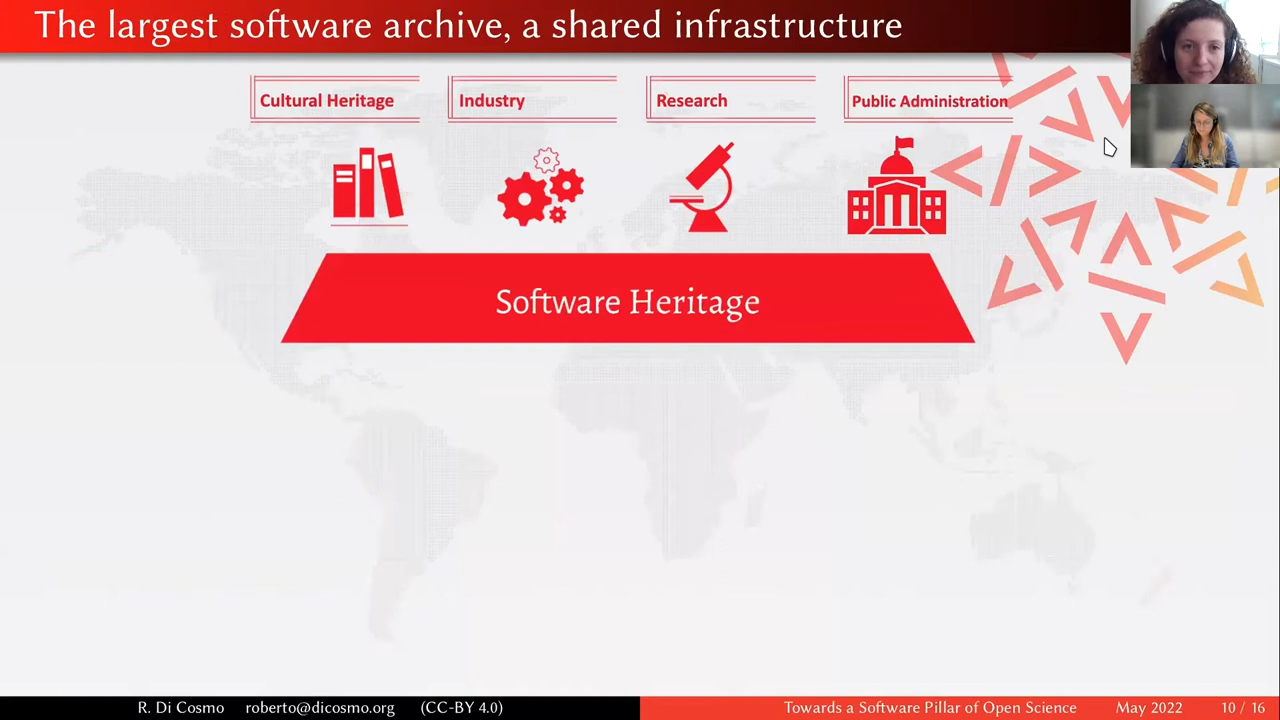 The largest software archive, a shared infrastructure
Cultural Heritage
Industry
Research
Public Administration
Software Heritage
R. Di Cosmo roberto@dicosmo.org (CC-BY 4.0)
Towards a Software Pillar of Open Science May 2022 10 / 16